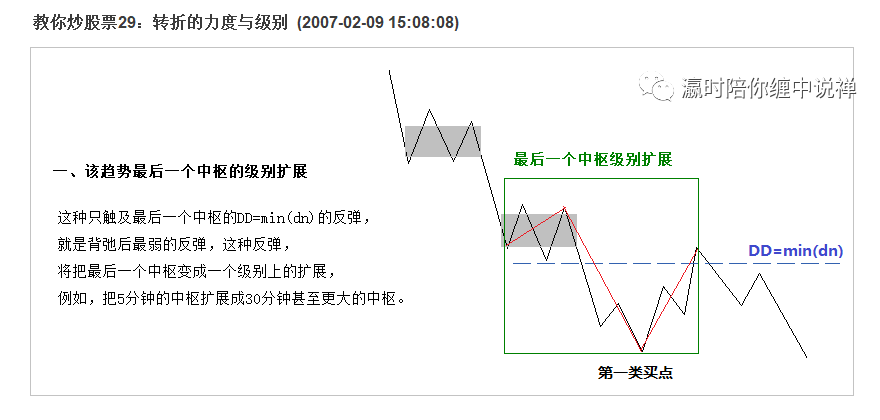 教你炒股票29：转折的力度与级别 (2007-02-09 15:08:08)
瀛时陪你缠中说禅
最后一个中枢级别扩展
一、该趋势最后一个中枢的级别扩展
这种只触及最后一个中枢的DD=min(dn)的反弹，
就是背弛后最弱的反弹，这种反弹，
将把最后一个中枢变成一个级别上的扩展，
例如，把5分钟的中枢扩展成30分钟甚至更大的中枢。
DD=min(dn)
第一类买点